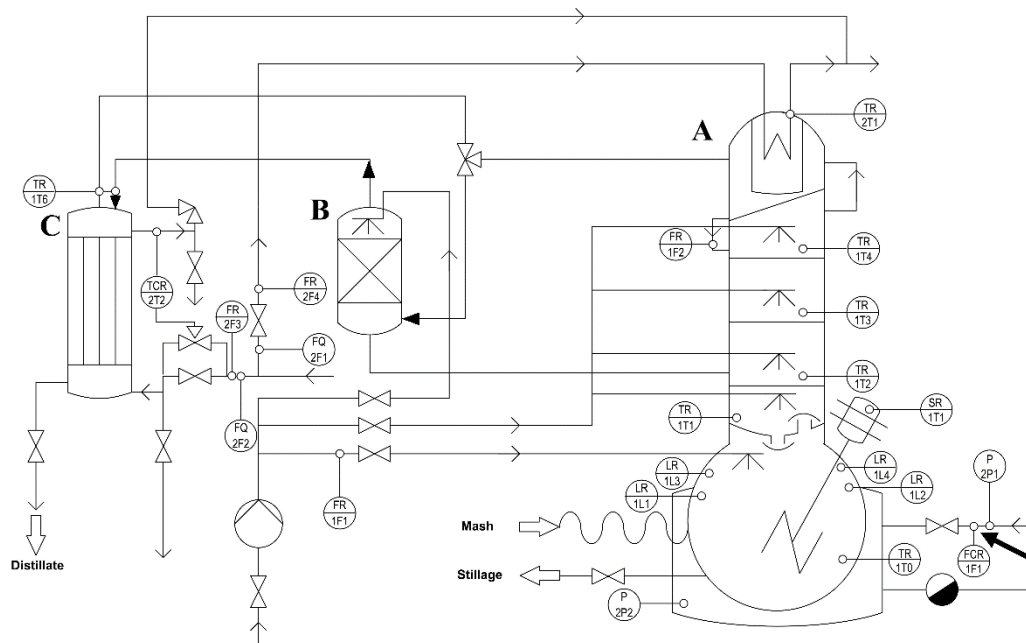 A
TR
2T1
B
C
TR
1T6
FR
1F2
TR
1T4
TCR
2T2
FR
2F4
FR
2F3
TR
1T3
FQ
2F1
TR
1T2
TR
1T1
SR
1T1
FQ
2F2
LR
1L3
LR
1L4
LR
1L2
P
2P1
LR
1L1
FR
1F1
Mash
FCR
1F1
TR
1T0
Distillate
Stillage
P
2P2